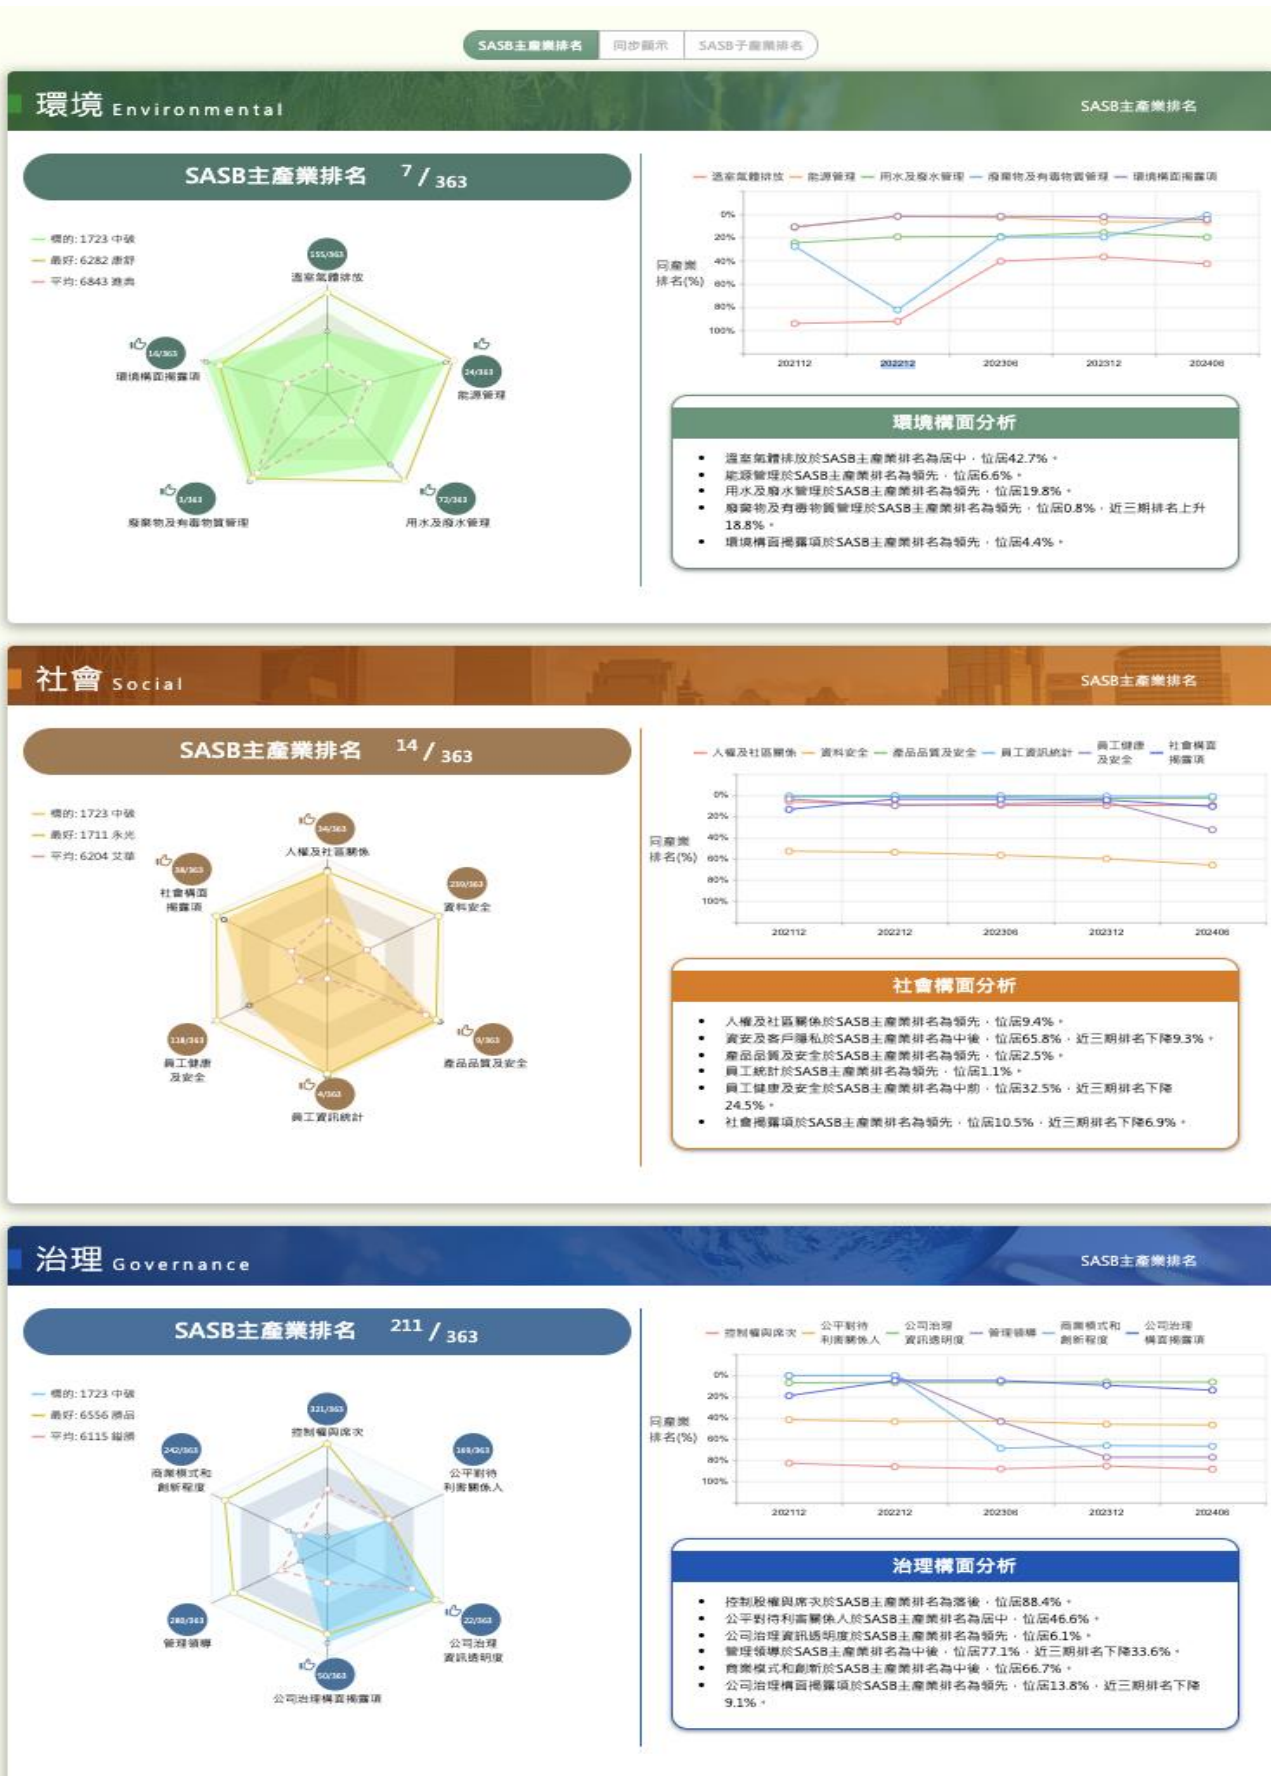 SASB主產業排名 同步顯示 SASB子產業排名
環境 Environmental
SASB主產業排名
SASB主產業排名 7 / 363
標的: 1723 中碳
最好: 6282 康舒
平均: 6843 進典
155/363
溫室氣體排放
24/363
能源管理
72/363
用水及廢水管理
3/363
廢棄物及有毒物質管理
16/363
環境構面揭露項
溫室氣體排放 能源管理 用水及廢水管理 廢棄物及有毒物質管理 環境構面揭露項
同產業
排名(%)
0%
20%
40%
60%
80%
100%
202112 202212 202306 202312 202406
環境構面分析
• 溫室氣體排放於SASB主產業排名為居中，位居42.7%。
• 能源管理於SASB主產業排名為領先，位居6.6%。
• 用水及廢水管理於SASB主產業排名為領先，位居19.8%。
• 廢棄物及有毒物質管理於SASB主產業排名為領先，位居0.8%，近三期排名上升
18.8%。
• 環境構面揭露項於SASB主產業排名為領先，位居4.4%。
社會 Social
SASB主產業排名
SASB主產業排名 14 / 363
標的: 1723 中碳
最好: 1711 永光
平均: 6204 艾華
34/363
人權及社區關係
239/363
資料安全
9/363
產品品質及安全
4/363
員工資訊統計
118/363
員工健康
及安全
38/363
社會構面
揭露項
人權及社區關係 資料安全 產品品質及安全 員工資訊統計 員工健康
及安全 社會構面
揭露項
同產業
排名(%)
0%
20%
40%
60%
80%
100%
202112 202212 202306 202312 202406
社會構面分析
• 人權及社區關係於SASB主產業排名為領先，位居9.4%。
• 資安及客戶隱私於SASB主產業排名為中後，位居65.8%，近三期排名下降9.3%。
• 產品品質及安全於SASB主產業排名為領先，位居2.5%。
• 員工統計於SASB主產業排名為領先，位居1.1%。
• 員工健康及安全於SASB主產業排名為中前，位居32.5%，近三期排名下降
24.5%。
• 社會揭露項於SASB主產業排名為領先，位居10.5%，近三期排名下降6.9%。
治理 Governance
SASB主產業排名
SASB主產業排名 211 / 363
標的: 1723 中碳
最好: 6556 勝品
平均: 6115 鎰勝
321/363
控制權與席次
169/363
公平對待
利害關係人
22/363
公司治理
資訊透明度
50/363
公司治理構面揭露項
280/363
管理領導
242/363
商業模式和
創新程度
控制權與席次 公平對待
利害關係人 公司治理
資訊透明度 管理領導 商業模式和
創新程度 公司治理
構面揭露項
同產業
排名(%)
0%
20%
40%
60%
80%
100%
202112 202212 202306 202312 202406
治理構面分析
• 控制股權與席次於SASB主產業排名為落後，位居88.4%。
• 公平對待利害關係人於SASB主產業排名為居中，位居46.6%。
• 公司治理資訊透明度於SASB主產業排名為領先，位居6.1%。
• 管理領導於SASB主產業排名為中後，位居77.1%，近三期排名下降33.6%。
• 商業模式和創新於SASB主產業排名為中後，位居66.7%。
• 公司治理構面揭露項於SASB主產業排名為領先，位居13.8%，近三期排名下降
9.1%。